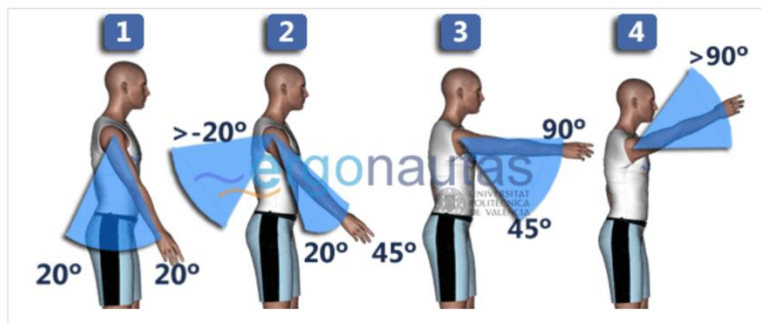 1
2
3
4
>-20º
90º
>90º
ergonautas
UNIVERSITAT
POLITÈCNICA
DE VALÈNCIA
20º
20º
20º
45º
45º